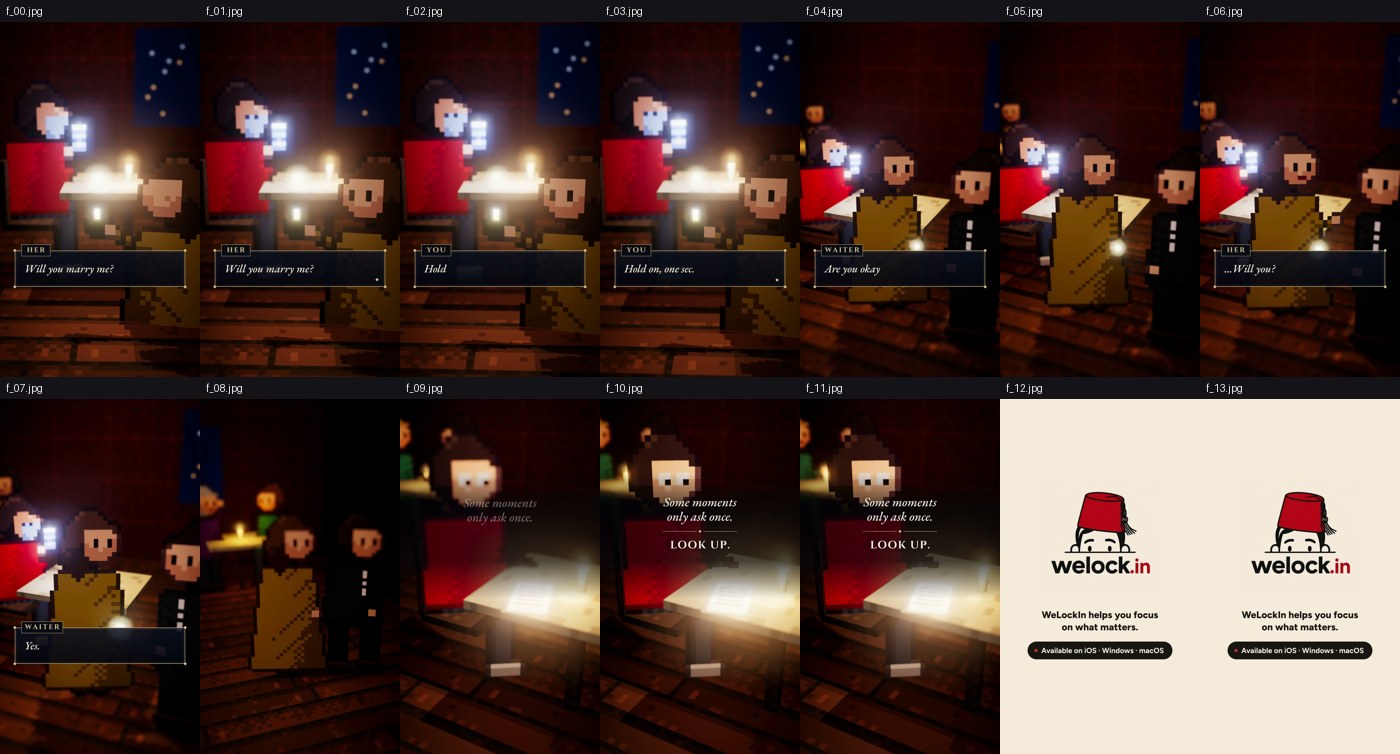 f_00.jpg
f_01.jpg
f_02.jpg
f_03.jpg
f_04.jpg
f_05.jpg
f_06.jpg
HER
Will you marry me?
HER
Will you marry me?
YOU
Hold
YOU
Hold on, one sec.
WAITER
Are you okay
HER
...Will you?
f_07.jpg
f_08.jpg
f_09.jpg
f_10.jpg
f_11.jpg
f_12.jpg
f_13.jpg
WAITER
Yes.
Some moments
only ask once.
Some moments
only ask once.
LOOK UP.
Some moments
only ask once.
LOOK UP.
welock.in
WeLockIn helps you focus
on what matters.
Available on iOS · Windows · macOS
welock.in
WeLockIn helps you focus
on what matters.
Available on iOS · Windows · macOS